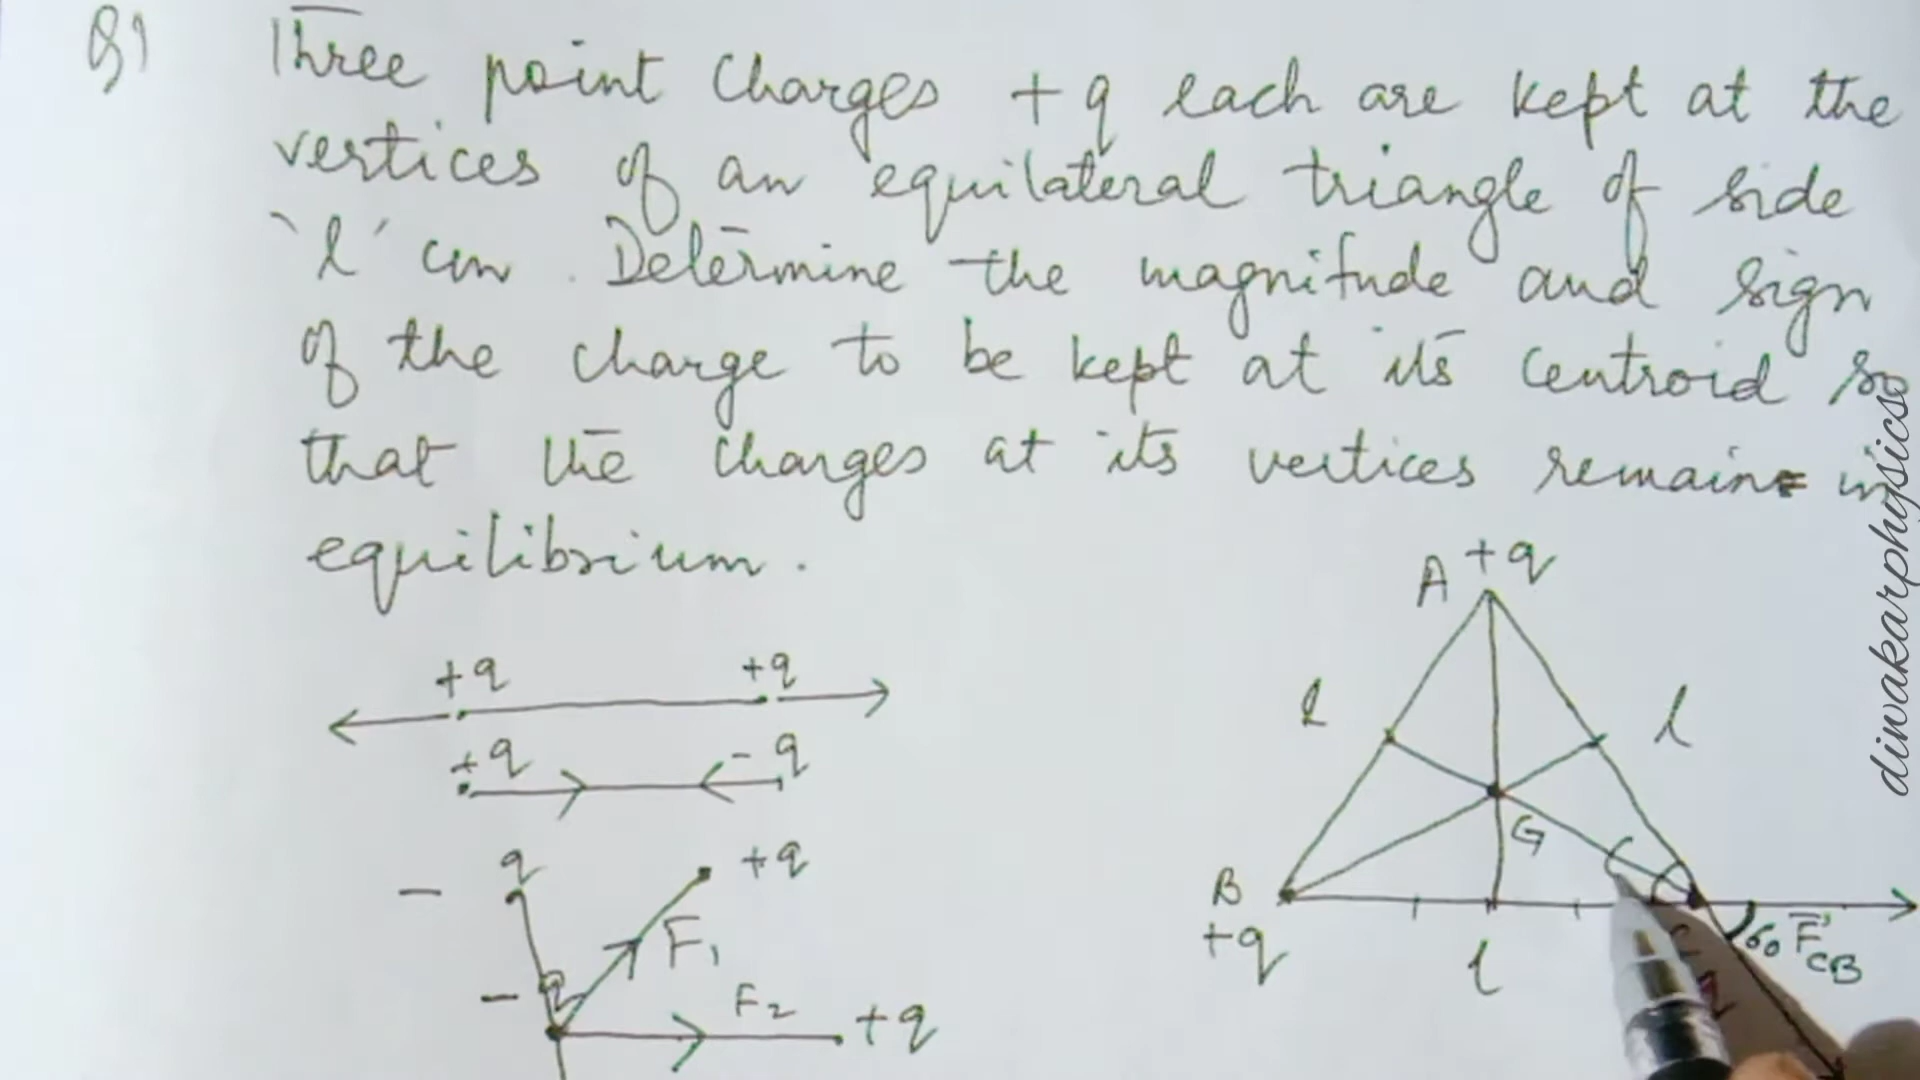 Q1
Three point Charges +q each are kept at the
vertices of an equilateral triangle of side
'l' cm. Determine the magnitude and sign
of the charge to be kept at its centroid so
that the charges at its vertices remain in
equilibrium.
A +q
+q +q
l l
+q -q
G
q +q
-
B
60 F'CB
F1
+q l
- F2
+q
diwakarphysicso